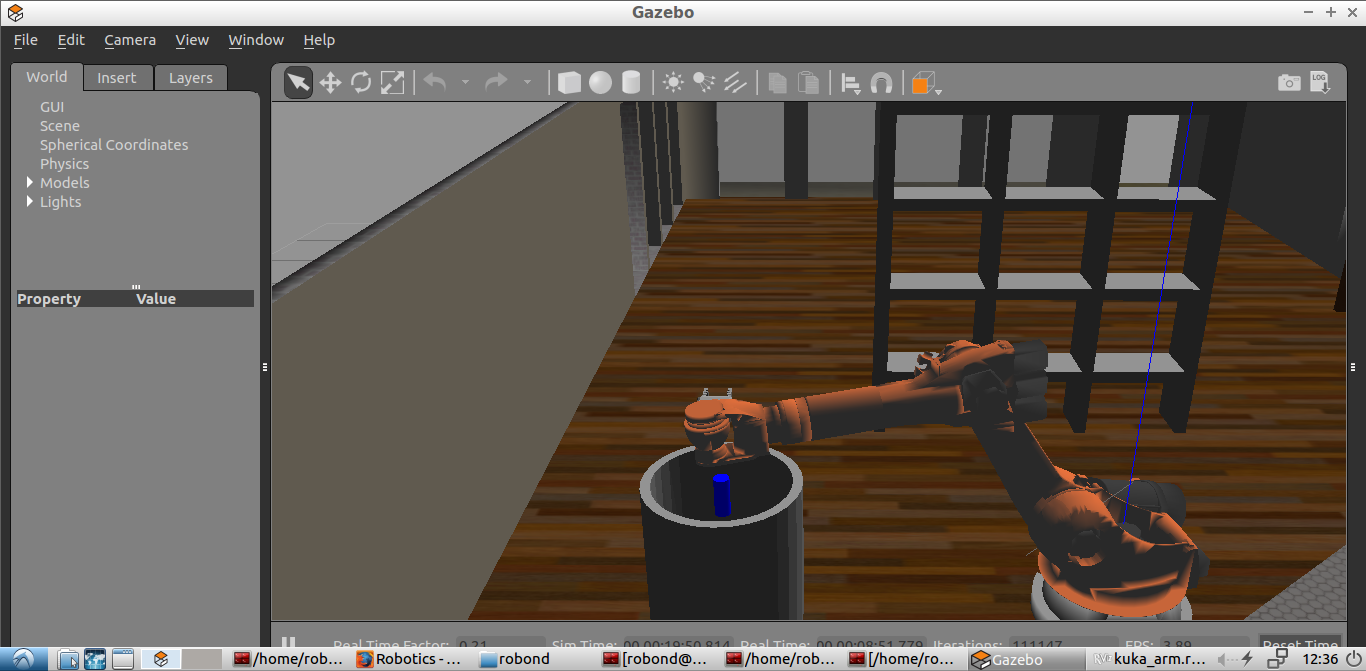 Gazebo
File Edit Camera View Window Help
World Insert Layers
LOG
GUI
Scene
Spherical Coordinates
Physics
Models
Lights
Property Value
Real Time Factor: 0.21 Sim Time: 00 00:19:50.814 Real Time: 00 00:08:51.779 Iterations: 111147 FPS: 3.89 Reset Time
/home/rob... Robotics - ... robond [robond@... /home/rob... [/home/ro... Gazebo kuka_arm.r... 12:36